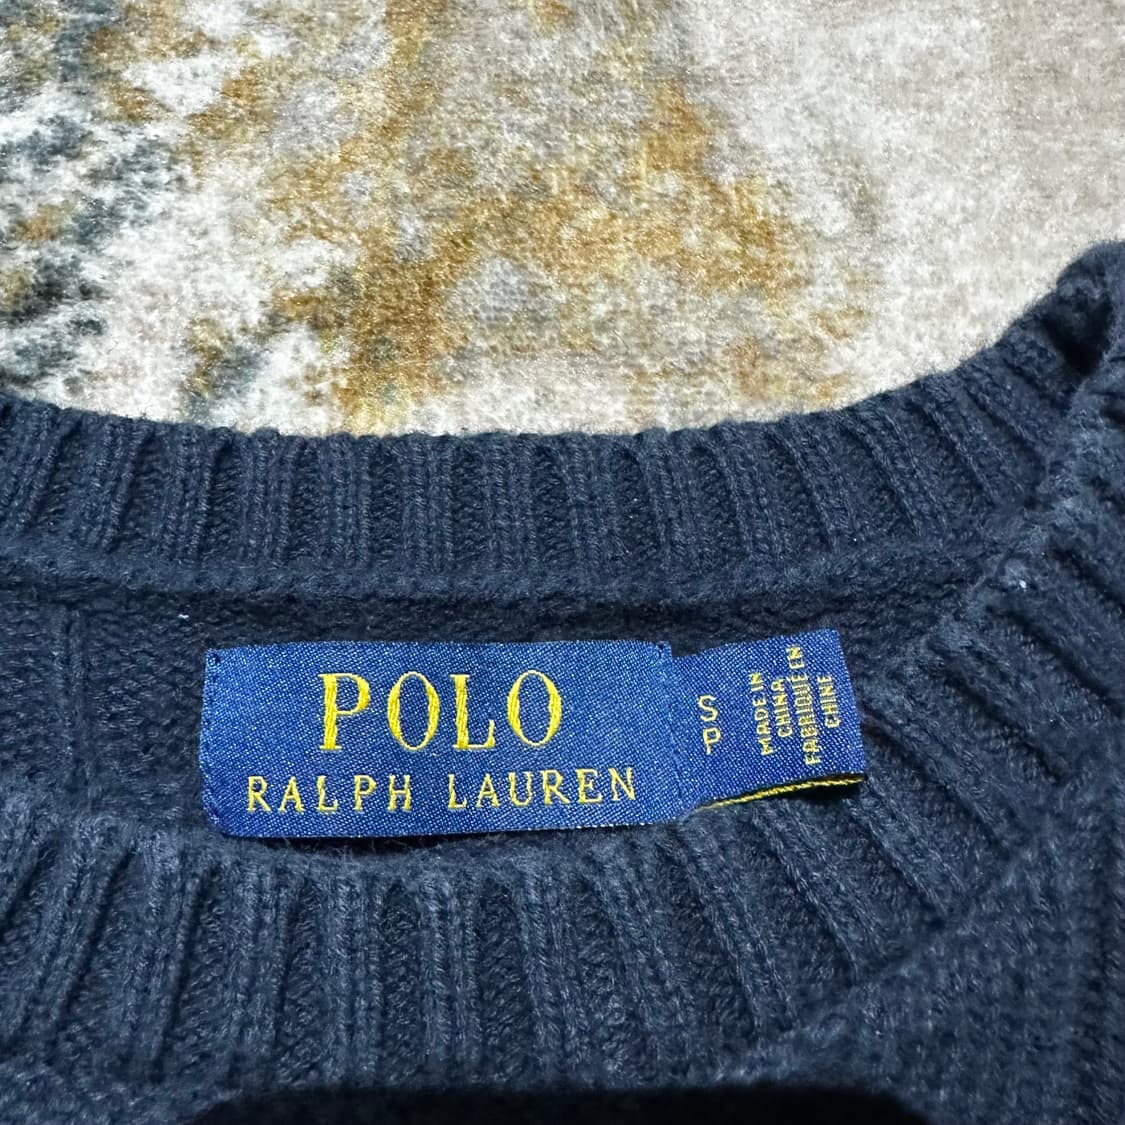 POLO
RALPH LAUREN
S
P
MADE IN
CHINA
FABRIQUÉ EN
CHINE